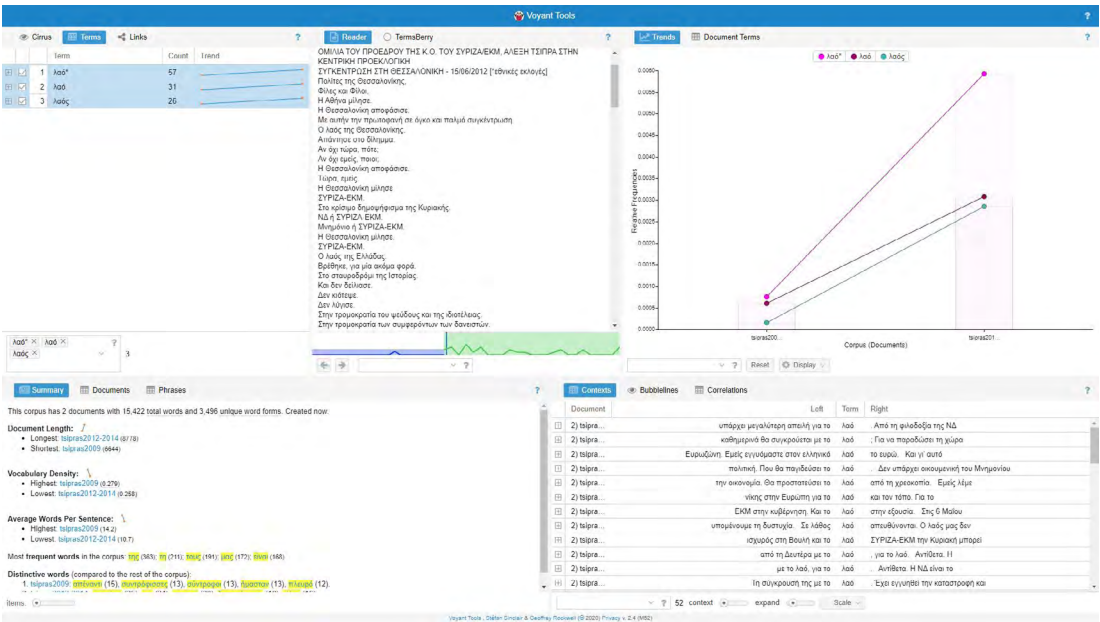 Voyant Tools
?
Cirrus Terms Links ?
Term Count Trend
1 λαό* 57
2 λαό 31
3 λαός 26
λαό* × λαό × ?
λαός × 3
Reader TermsBerry ?
ΟΜΙΛΙΑ ΤΟΥ ΠΡΟΕΔΡΟΥ ΤΗΣ Κ.Ο. ΤΟΥ ΣΥΡΙΖΑ/ΕΚΜ, ΑΛΕΞΗ ΤΣΙΠΡΑ ΣΤΗΝ
ΚΕΝΤΡΙΚΗ ΠΡΟΕΚΛΟΓΙΚΗ
ΣΥΓΚΕΝΤΡΩΣΗ ΣΤΗ ΘΕΣΣΑΛΟΝΙΚΗ - 15/06/2012 [*εθνικές εκλογές]
Πολίτες της Θεσσαλονίκης,
Φίλες και Φίλοι,
Η Αθήνα μίλησε.
Η Θεσσαλονίκη αποφάσισε.
Με αυτήν την πρωτοφανή σε όγκο και παλμό συγκέντρωση.
Ο λαός της Θεσσαλονίκης.
Απάντησε στο δίλημμα.
Αν όχι τώρα, πότε;
Αν όχι εμείς, ποιοι;
Η Θεσσαλονίκη αποφάσισε.
Τώρα, εμείς.
Η Θεσσαλονίκη μίλησε
ΣΥΡΙΖΑ-ΕΚΜ.
Στο κρίσιμο δημοψήφισμα της Κυριακής.
ΝΔ ή ΣΥΡΙΖΑ-ΕΚΜ.
Μνημόνιο ή ΣΥΡΙΖΑ-ΕΚΜ.
Η Θεσσαλονίκη μίλησε.
ΣΥΡΙΖΑ-ΕΚΜ.
Ο λαός της Ελλάδας.
Βρέθηκε, για μία ακόμα φορά.
Στο σταυροδρόμι της Ιστορίας.
Και δεν δείλιασε.
Δεν κιότεψε.
Δεν λύγισε.
Στην τρομοκρατία του ψεύδους και της ιδιοτέλειας.
Στην τρομοκρατία των συμφερόντων των δανειστών.
?
Trends Document Terms ?
λαό* λαό λαός
0.0060
0.0055
0.0050
0.0045
0.0040
0.0035
0.0030
0.0025
0.0020
0.0015
0.0010
0.0005
0.0000
Relative Frequencies
tsipras200... tsipras201...
Corpus (Documents)
? Reset Display
Summary Documents Phrases ?
This corpus has 2 documents with 15,422 total words and 3,496 unique word forms. Created now.
Document Length:
Longest: tsipras2012-2014 (8778)
Shortest: tsipras2009 (6644)
Vocabulary Density:
Highest: tsipras2009 (0.279)
Lowest: tsipras2012-2014 (0.258)
Average Words Per Sentence:
Highest: tsipras2009 (14.2)
Lowest: tsipras2012-2014 (10.7)
Most frequent words in the corpus: της (363); τη (211); τους (191); μας (172); είναι (168)
Distinctive words (compared to the rest of the corpus):
1. tsipras2009: απέναντι (15), συντρόφισσες (13), σύντροφοι (13), ήμασταν (13), πλευρό (12).
items:
Contexts Bubblelines Correlations ?
Document Left Term Right
2) tsipra... υπάρχει μεγαλύτερη απειλή για το λαό . Από τη φιλοδοξία της ΝΔ
2) tsipra... καθημερινά θα συγκρούεται με το λαό ; Για να παραδώσει τη χώρα
2) tsipra... Ευρωζώνη. Εμείς εγγυόμαστε στον ελληνικό λαό το ευρώ. Και γι' αυτό
2) tsipra... πολιτική. Που θα παγιδεύσει το λαό . Δεν υπάρχει οικουμενική του Μνημονίου
2) tsipra... την οικονομία. Θα προστατεύσει το λαό από τη χρεοκοπία. Εμείς λέμε
2) tsipra... νίκης στην Ευρώπη για το λαό και τον τόπο. Για το
2) tsipra... ΕΚΜ στην κυβέρνηση. Και το λαό στην εξουσία. Στις 6 Μαΐου
2) tsipra... υπομένουμε τη δυστυχία. Σε λάθος λαό απευθύνονται. Ο λαός μας δεν
2) tsipra... ισχυρός στη Βουλή και το λαό ΣΥΡΙΖΑ-ΕΚΜ την Κυριακή μπορεί
2) tsipra... από τη Δευτέρα με το λαό , για το λαό. Αντίθετα. Η
2) tsipra... με το λαό, για το λαό . Αντίθετα. Η ΝΔ είναι το
2) tsipra... Τη σύγκρουσή της με το λαό . Έχει εγγυηθεί την καταστροφή και
? 52 context expand Scale
Voyant Tools , Stéfan Sinclair & Geoffrey Rockwell (© 2020) Privacy v. 2.4 (M52)